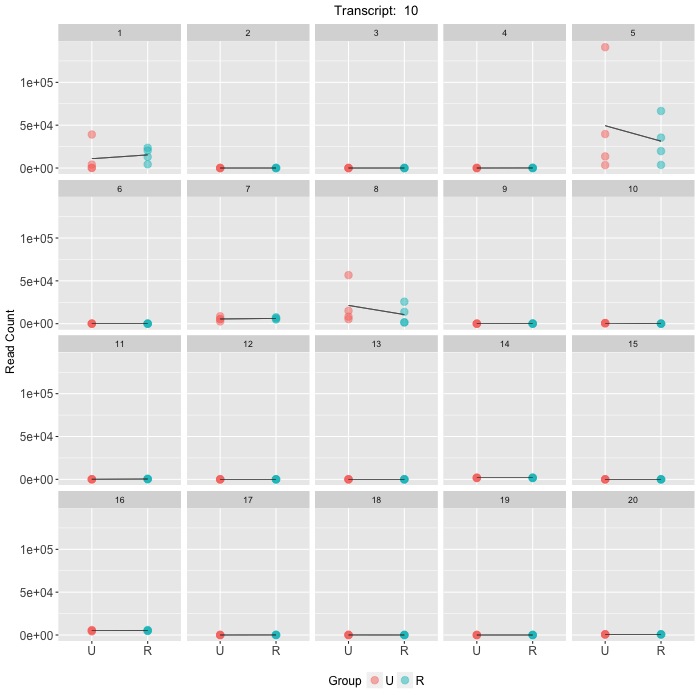 Transcript: 10
1 2 3 4 5
1e+05
5e+04
0e+00
6 7 8 9 10
1e+05
5e+04
0e+00
Read Count
11 12 13 14 15
1e+05
5e+04
0e+00
16 17 18 19 20
1e+05
5e+04
0e+00
U R U R U R U R U R
Group U R